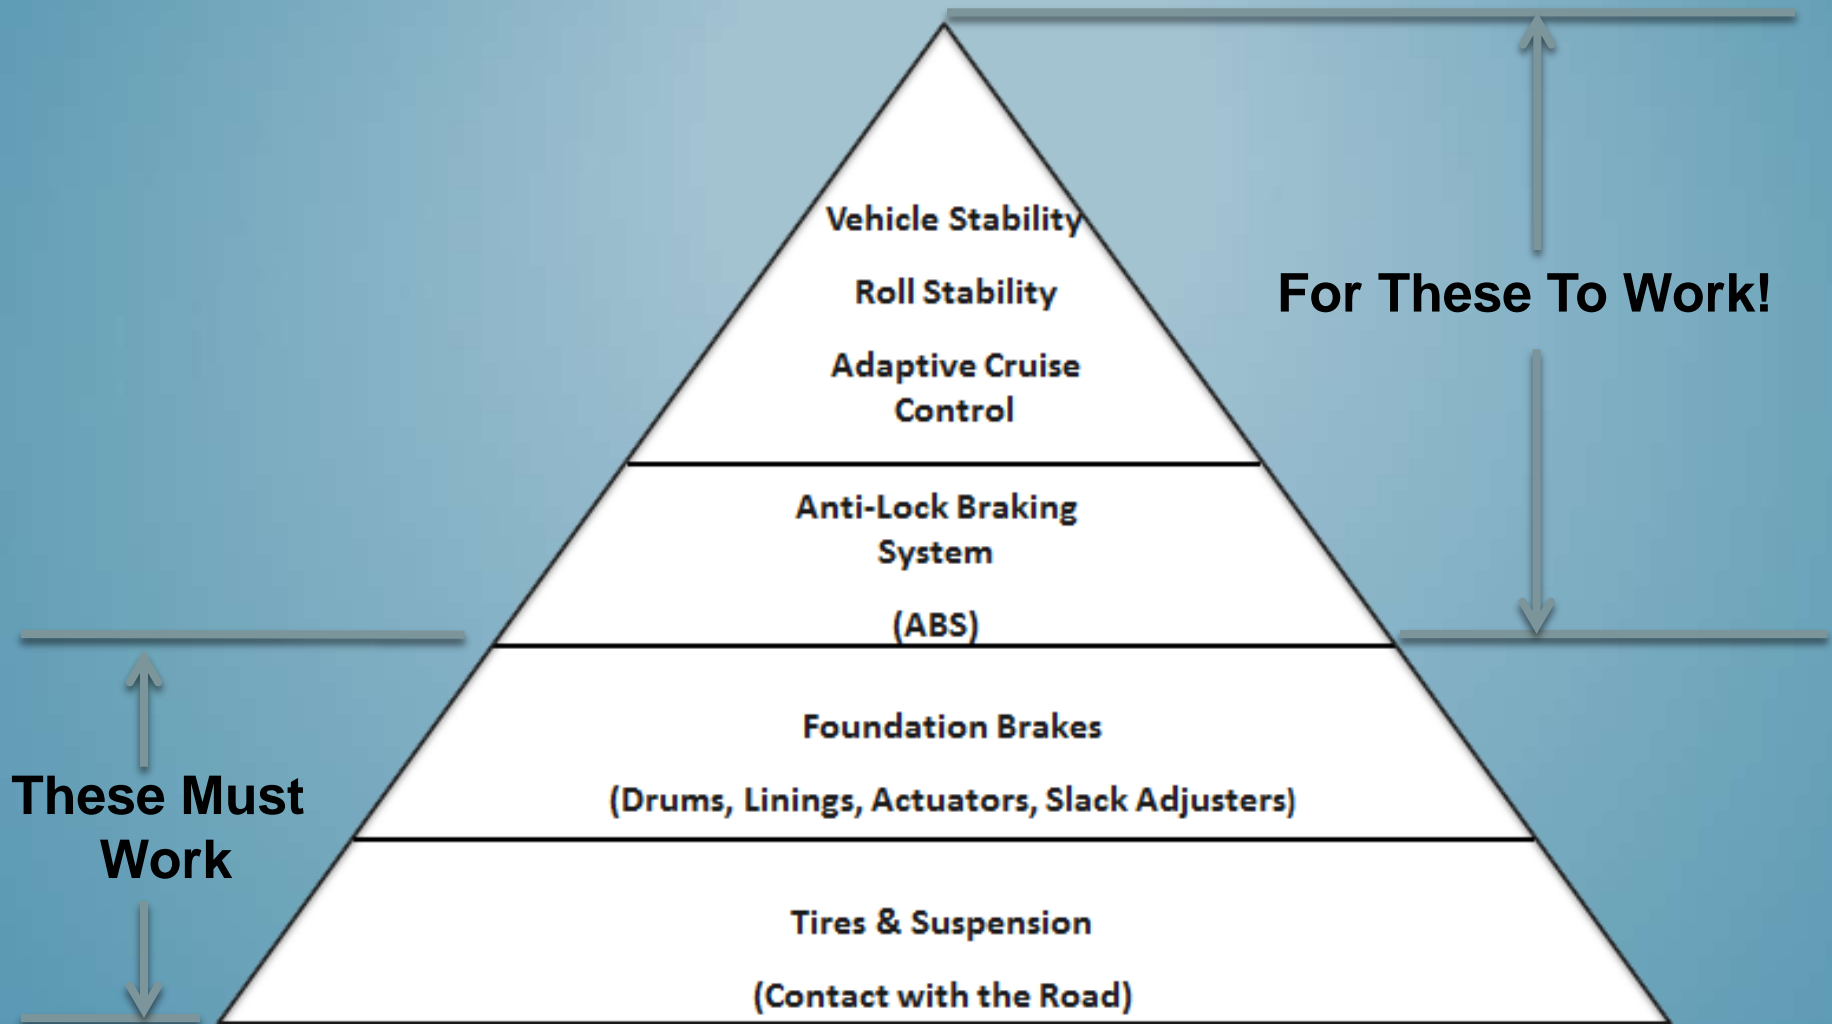 Vehicle Stability
Roll Stability
Adaptive Cruise
Control
For These To Work!
Anti-Lock Braking
System
(ABS)
Foundation Brakes
(Drums, Linings, Actuators, Slack Adjusters)
These Must
Work
Tires & Suspension
(Contact with the Road)